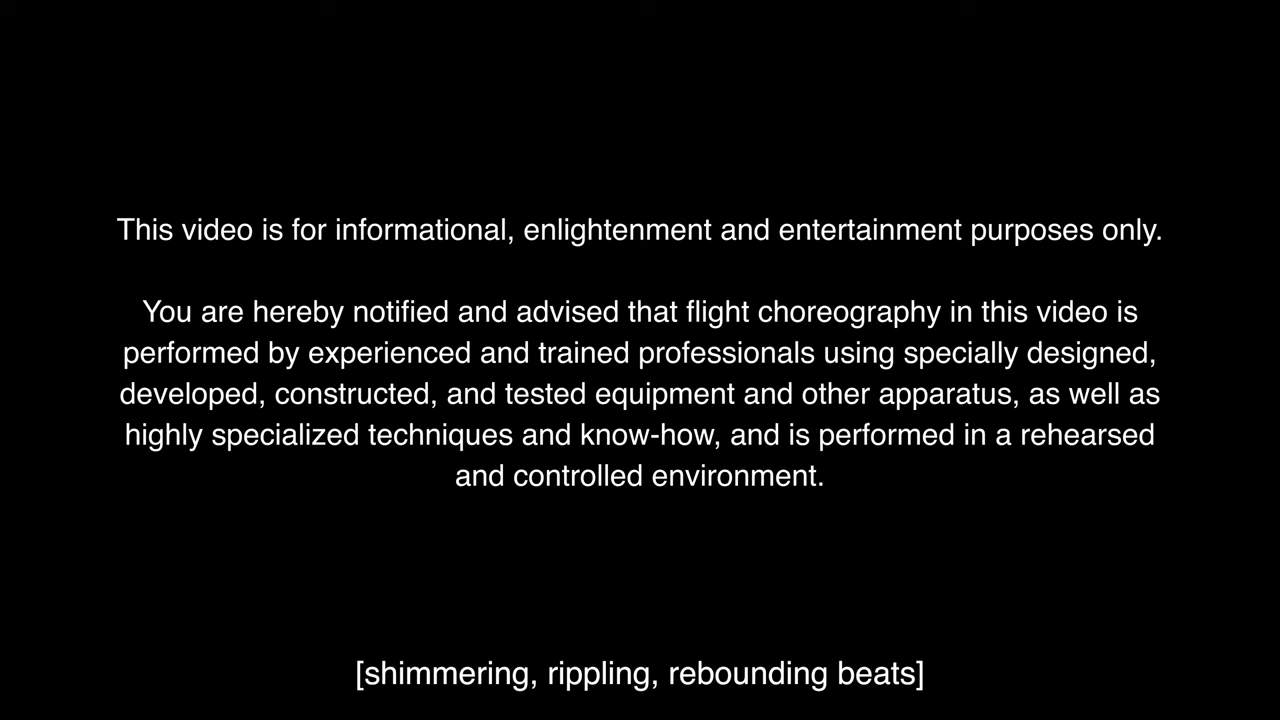 This video is for informational, enlightenment and entertainment purposes only.
You are hereby notified and advised that flight choreography in this video is
performed by experienced and trained professionals using specially designed,
developed, constructed, and tested equipment and other apparatus, as well as
highly specialized techniques and know-how, and is performed in a rehearsed
and controlled environment.
[shimmering, rippling, rebounding beats]